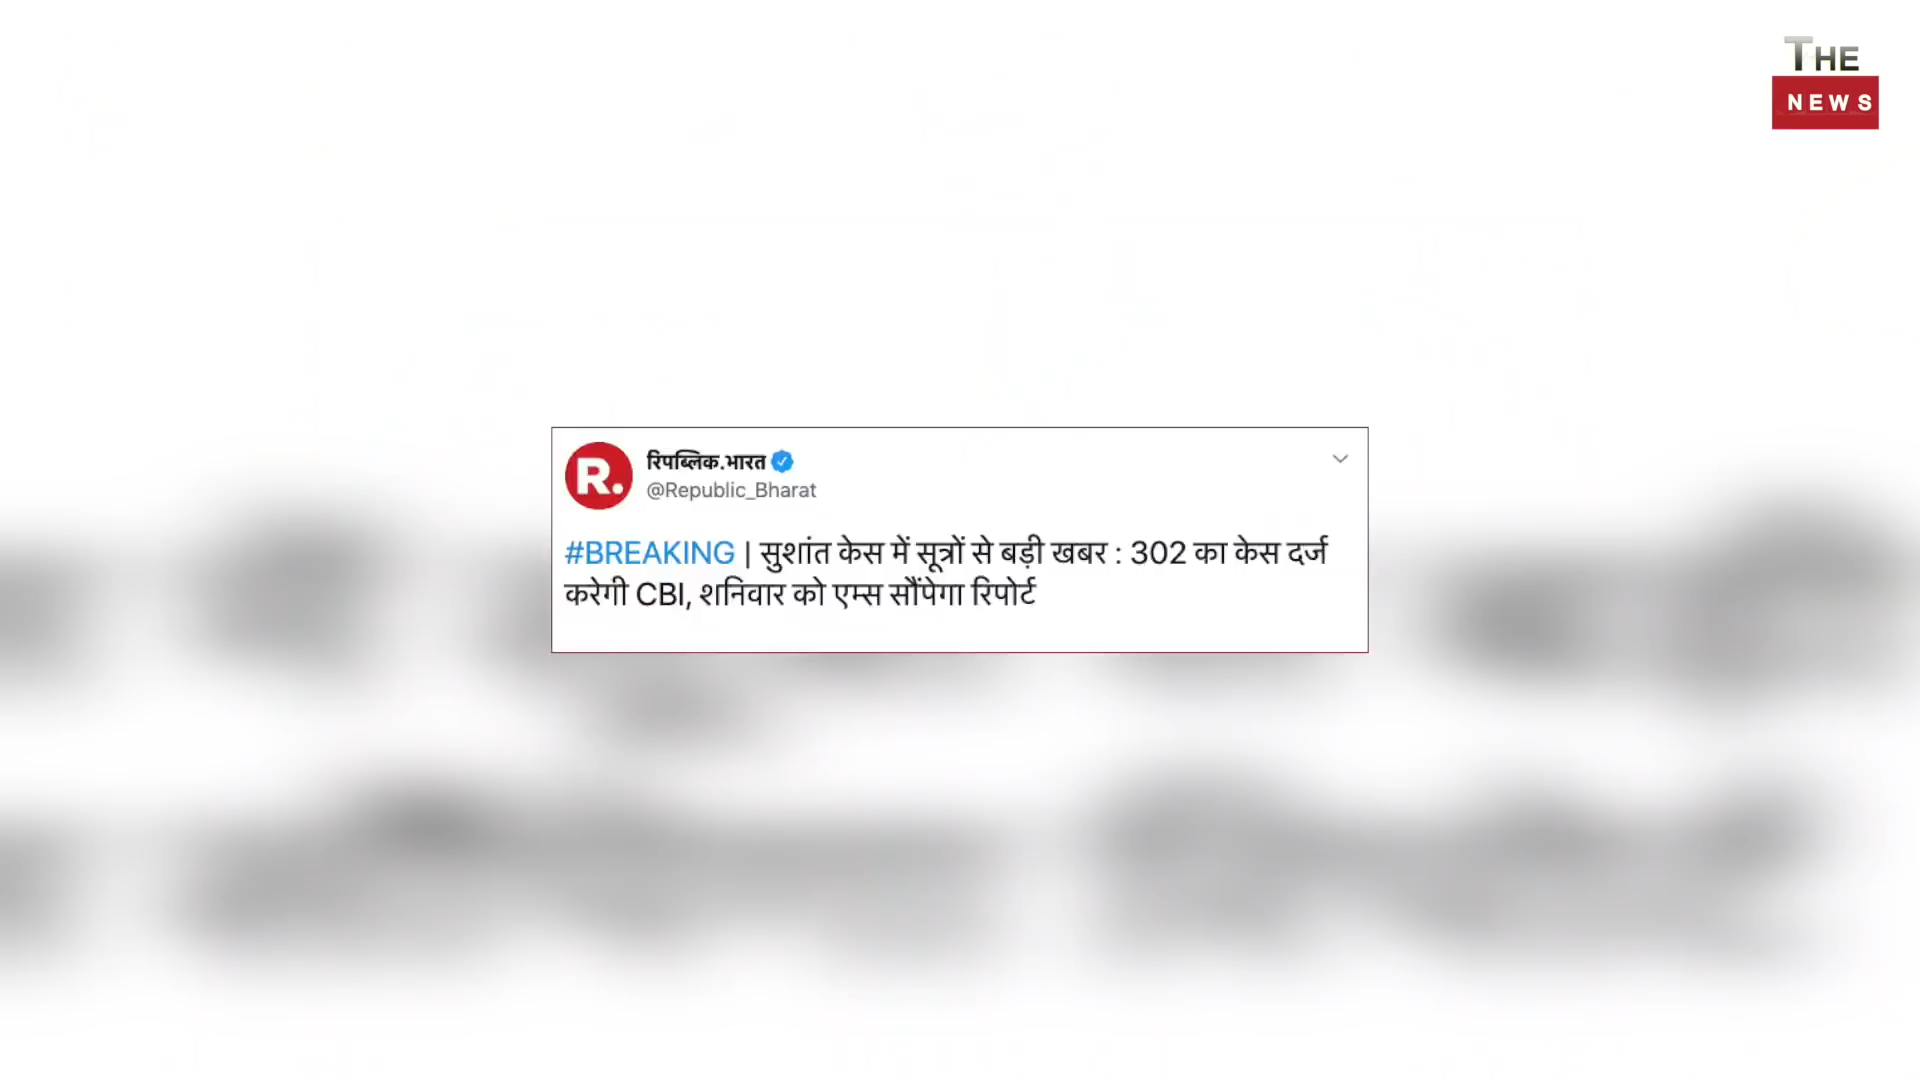 THE
NEWS
R.
रिपब्लिक.भारत
@Republic_Bharat
#BREAKING | सुशांत केस में सूत्रों से बड़ी खबर : 302 का केस दर्ज
करेगी CBI, शनिवार को एम्स सौंपेगा रिपोर्ट